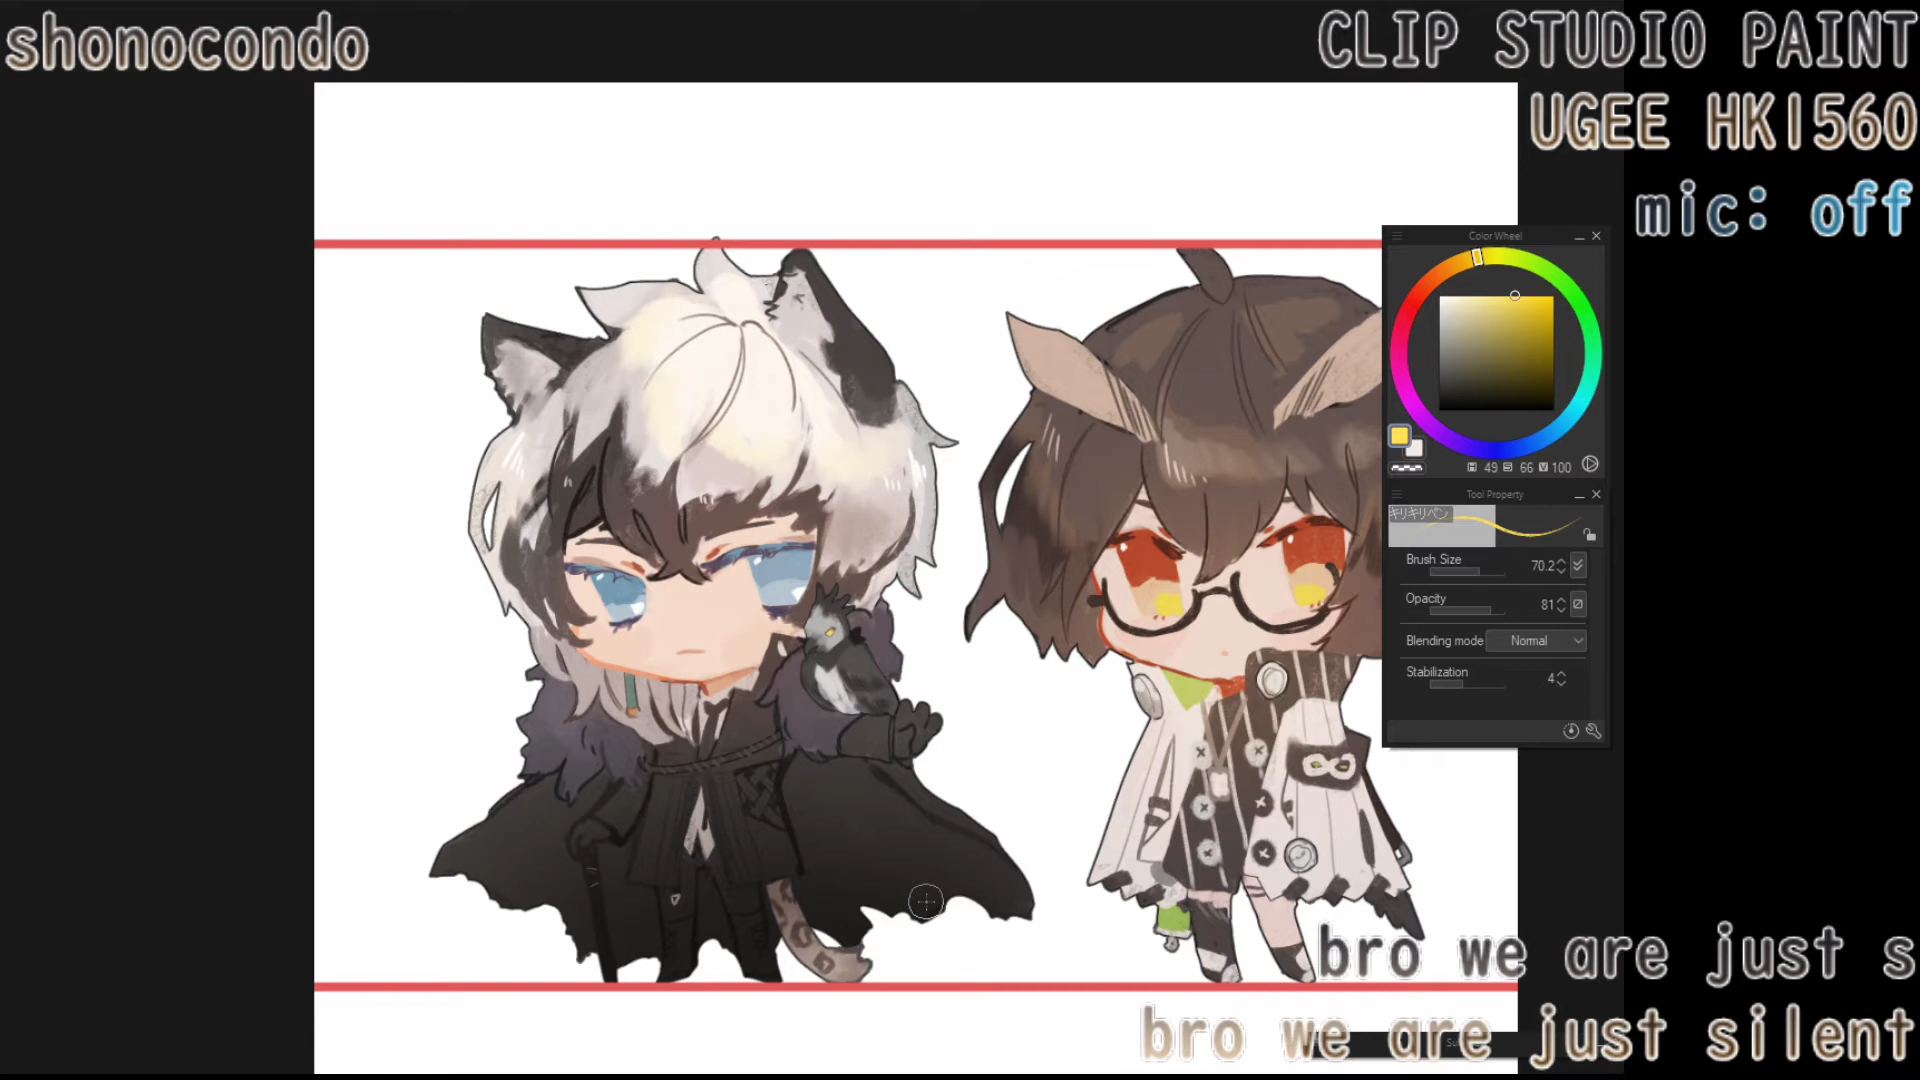 shonocondo
CLIP STUDIO PAINT
UGEE HK1560
mic: off
Color Wheel
H 49 S 66 V 100
Tool Property
キリキリペン
Brush Size 70.2
Opacity 81
Blending mode Normal
Stabilization 4
bro we are just s
bro we are just silent